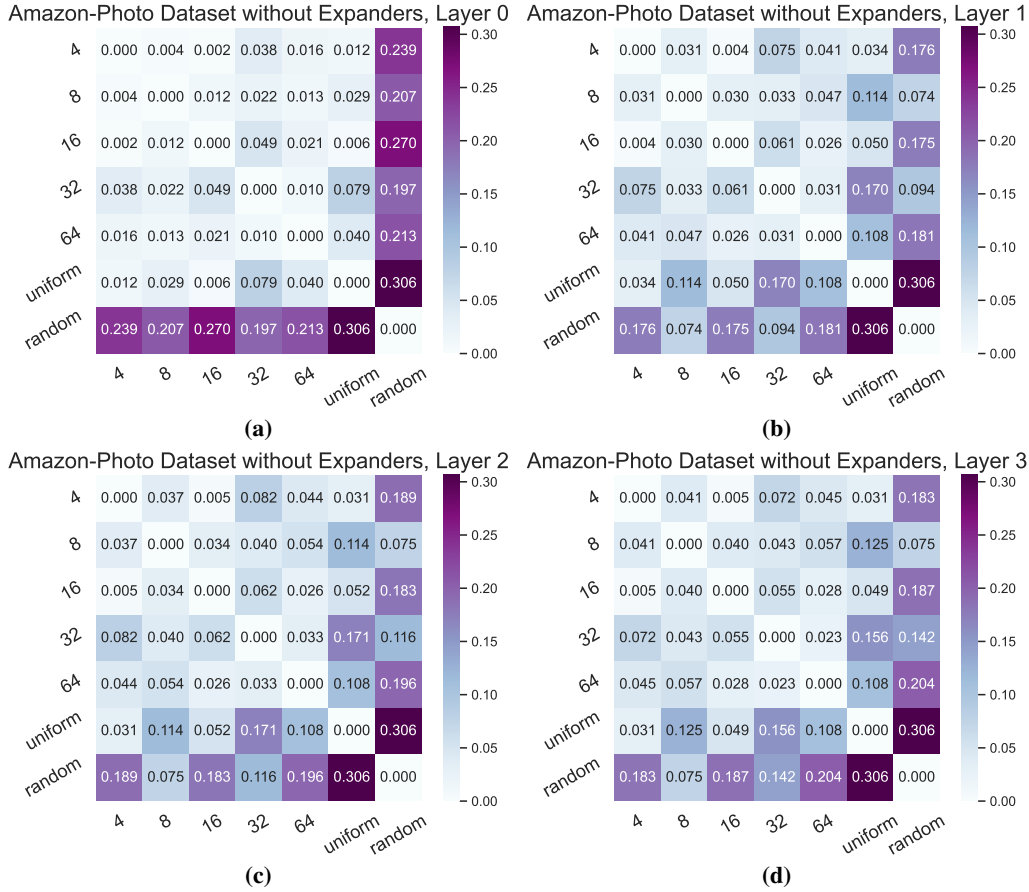 Amazon-Photo Dataset without Expanders, Layer 0
4 0.000 0.004 0.002 0.038 0.016 0.012 0.239
8 0.004 0.000 0.012 0.022 0.013 0.029 0.207
16 0.002 0.012 0.000 0.049 0.021 0.006 0.270
32 0.038 0.022 0.049 0.000 0.010 0.079 0.197
64 0.016 0.013 0.021 0.010 0.000 0.040 0.213
uniform 0.012 0.029 0.006 0.079 0.040 0.000 0.306
random 0.239 0.207 0.270 0.197 0.213 0.306 0.000
4 8 16 32 64 uniform random
0.30
0.25
0.20
0.15
0.10
0.05
0.00
(a)
Amazon-Photo Dataset without Expanders, Layer 1
4 0.000 0.031 0.004 0.075 0.041 0.034 0.176
8 0.031 0.000 0.030 0.033 0.047 0.114 0.074
16 0.004 0.030 0.000 0.061 0.026 0.050 0.175
32 0.075 0.033 0.061 0.000 0.031 0.170 0.094
64 0.041 0.047 0.026 0.031 0.000 0.108 0.181
uniform 0.034 0.114 0.050 0.170 0.108 0.000 0.306
random 0.176 0.074 0.175 0.094 0.181 0.306 0.000
4 8 16 32 64 uniform random
0.30
0.25
0.20
0.15
0.10
0.05
0.00
(b)
Amazon-Photo Dataset without Expanders, Layer 2
4 0.000 0.037 0.005 0.082 0.044 0.031 0.189
8 0.037 0.000 0.034 0.040 0.054 0.114 0.075
16 0.005 0.034 0.000 0.062 0.026 0.052 0.183
32 0.082 0.040 0.062 0.000 0.033 0.171 0.116
64 0.044 0.054 0.026 0.033 0.000 0.108 0.196
uniform 0.031 0.114 0.052 0.171 0.108 0.000 0.306
random 0.189 0.075 0.183 0.116 0.196 0.306 0.000
4 8 16 32 64 uniform random
0.30
0.25
0.20
0.15
0.10
0.05
0.00
(c)
Amazon-Photo Dataset without Expanders, Layer 3
4 0.000 0.041 0.005 0.072 0.045 0.031 0.183
8 0.041 0.000 0.040 0.043 0.057 0.125 0.075
16 0.005 0.040 0.000 0.055 0.028 0.049 0.187
32 0.072 0.043 0.055 0.000 0.023 0.156 0.142
64 0.045 0.057 0.028 0.023 0.000 0.108 0.204
uniform 0.031 0.125 0.049 0.156 0.108 0.000 0.306
random 0.183 0.075 0.187 0.142 0.204 0.306 0.000
4 8 16 32 64 uniform random
0.30
0.25
0.20
0.15
0.10
0.05
0.00
(d)